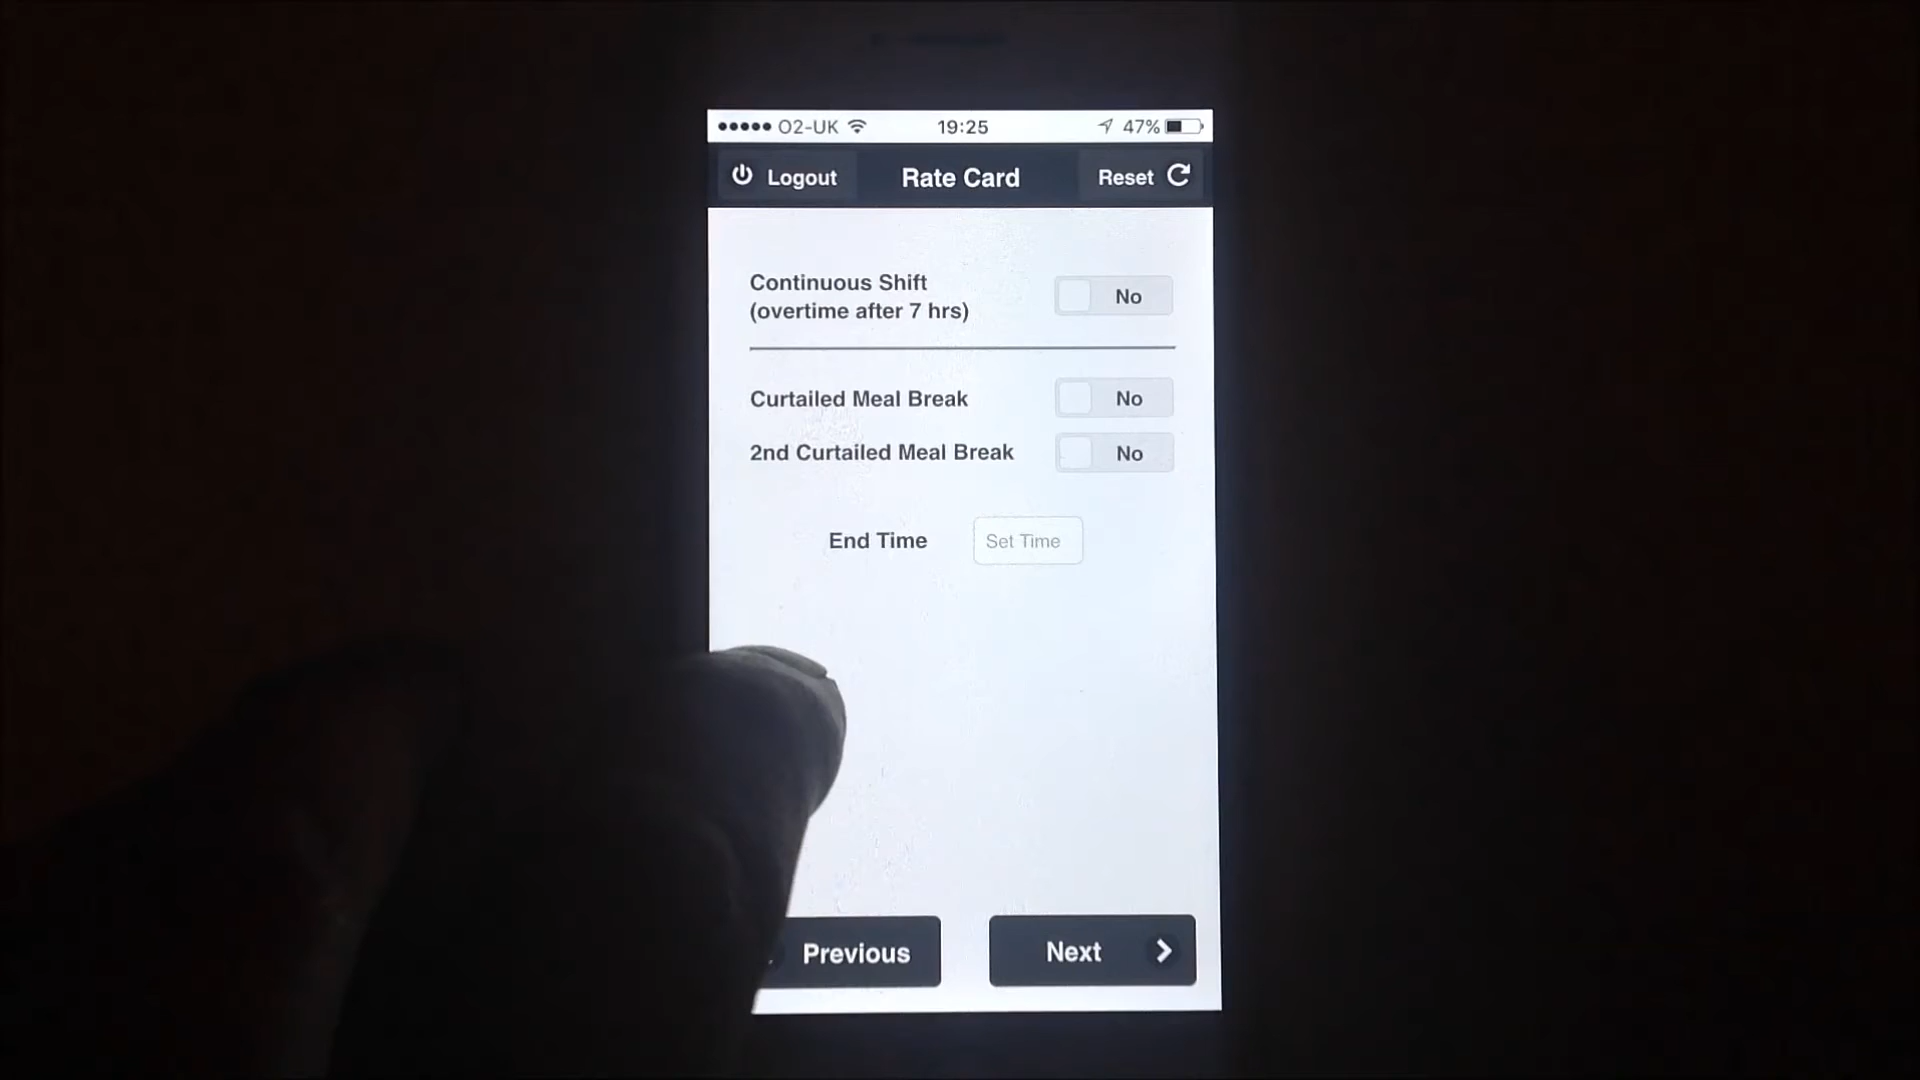 O2-UK 19:25 47%
Logout Rate Card Reset
Continuous Shift
(overtime after 7 hrs) No
Curtailed Meal Break No
2nd Curtailed Meal Break No
End Time Set Time
Previous Next